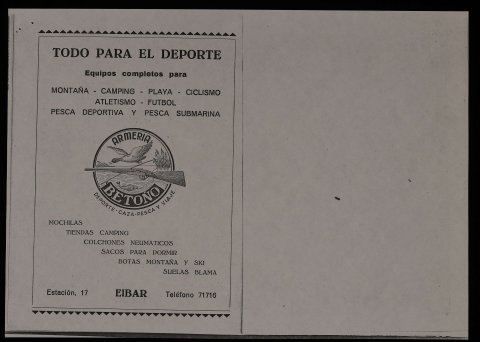 TODO PARA EL DEPORTE
Equipos completos para
MONTAÑA - CAMPING - PLAYA - CICLISMO
ATLETISMO - FUTBOL
PESCA DEPORTIVA Y PESCA SUBMARINA
ARMERIA
BETONO
DEPORTE-CAZA-PESCA Y VIAJE
MOCHILAS
TIENDAS CAMPING
COLCHONES NEUMATICOS
SACOS PARA DORMIR
BOTAS MONTAÑA Y SKI
SUELAS BLAMA
Estación, 17 EIBAR Teléfono 71716